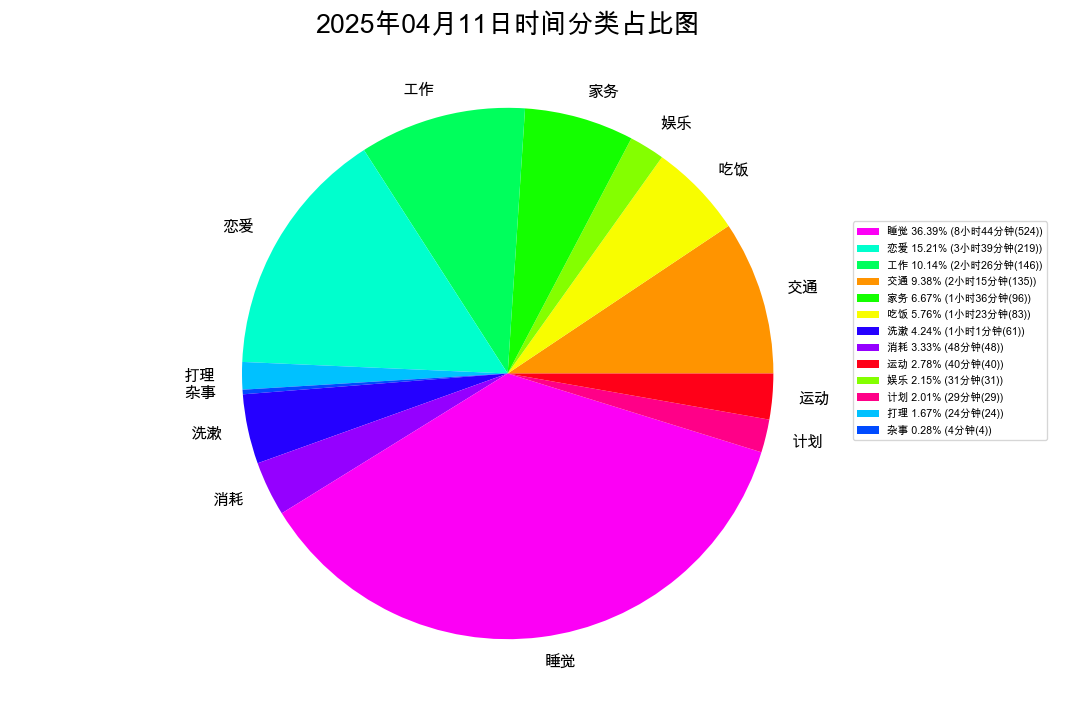 2025年04月11日时间分类占比图
工作
家务
娱乐
吃饭
恋爱
交通
打理
杂事
运动
洗漱
计划
消耗
睡觉
睡觉 36.39% (8小时44分钟(524))
恋爱 15.21% (3小时39分钟(219))
工作 10.14% (2小时26分钟(146))
交通 9.38% (2小时15分钟(135))
家务 6.67% (1小时36分钟(96))
吃饭 5.76% (1小时23分钟(83))
洗漱 4.24% (1小时1分钟(61))
消耗 3.33% (48分钟(48))
运动 2.78% (40分钟(40))
娱乐 2.15% (31分钟(31))
计划 2.01% (29分钟(29))
打理 1.67% (24分钟(24))
杂事 0.28% (4分钟(4))